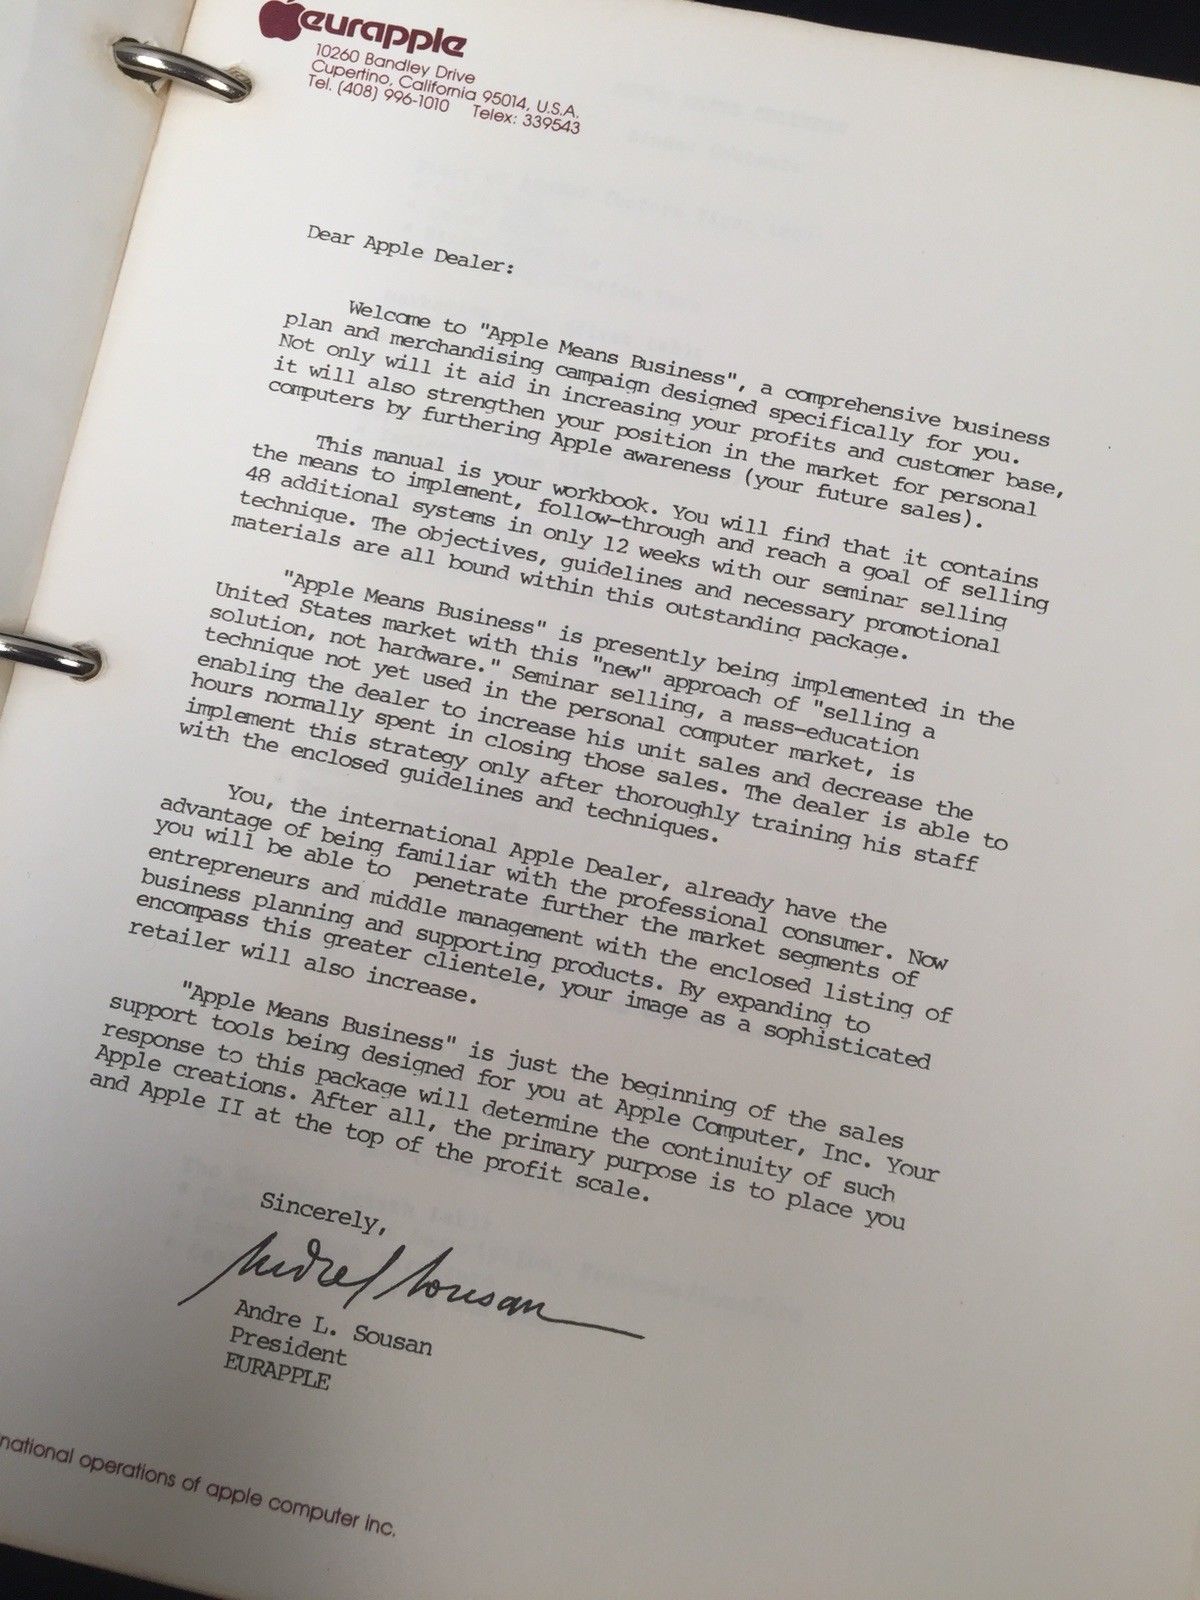 eurapple
10260 Bandley Drive
Cupertino, California 95014, U.S.A.
Tel. (408) 996-1010 Telex: 339543
Dear Apple Dealer:
Welcome to "Apple Means Business", a comprehensive business
plan and merchandising campaign designed specifically for you.
Not only will it aid in increasing your profits and customer base,
it will also strengthen your position in the market for personal
computers by furthering Apple awareness (your future sales).
This manual is your workbook. You will find that it contains
the means to implement, follow-through and reach a goal of selling
48 additional systems in only 12 weeks with our seminar selling
technique. The objectives, guidelines and necessary promotional
materials are all bound within this outstanding package.
"Apple Means Business" is presently being implemented in the
United States market with this "new" approach of "selling a
solution, not hardware." Seminar selling, a mass-education
technique not yet used in the personal computer market, is
enabling the dealer to increase his unit sales and decrease the
hours normally spent in closing those sales. The dealer is able to
implement this strategy only after thoroughly training his staff
with the enclosed guidelines and techniques.
You, the international Apple Dealer, already have the
advantage of being familiar with the professional consumer. Now
you will be able to penetrate further the market segments of
entrepreneurs and middle management with the enclosed listing of
business planning and supporting products. By expanding to
encompass this greater clientele, your image as a sophisticated
retailer will also increase.
"Apple Means Business" is just the beginning of the sales
support tools being designed for you at Apple Computer, Inc. Your
response to this package will determine the continuity of such
Apple creations. After all, the primary purpose is to place you
and Apple II at the top of the profit scale.
Sincerely,
Andre L. Sousan
Andre L. Sousan
President
EURAPPLE
national operations of apple computer inc.